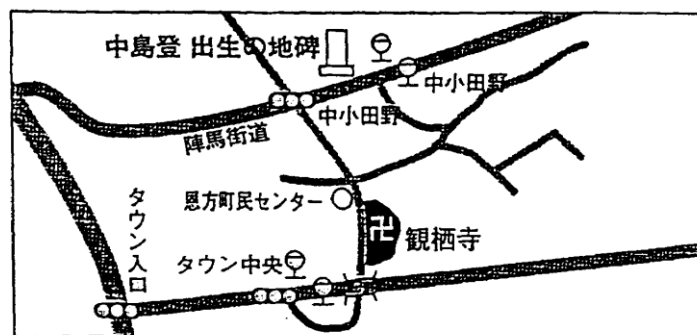 中島登 出生の地碑
中小田野
中小田野
陣馬街道
恩方町民センター
卍 観栖寺
タウン入口
タウン中央